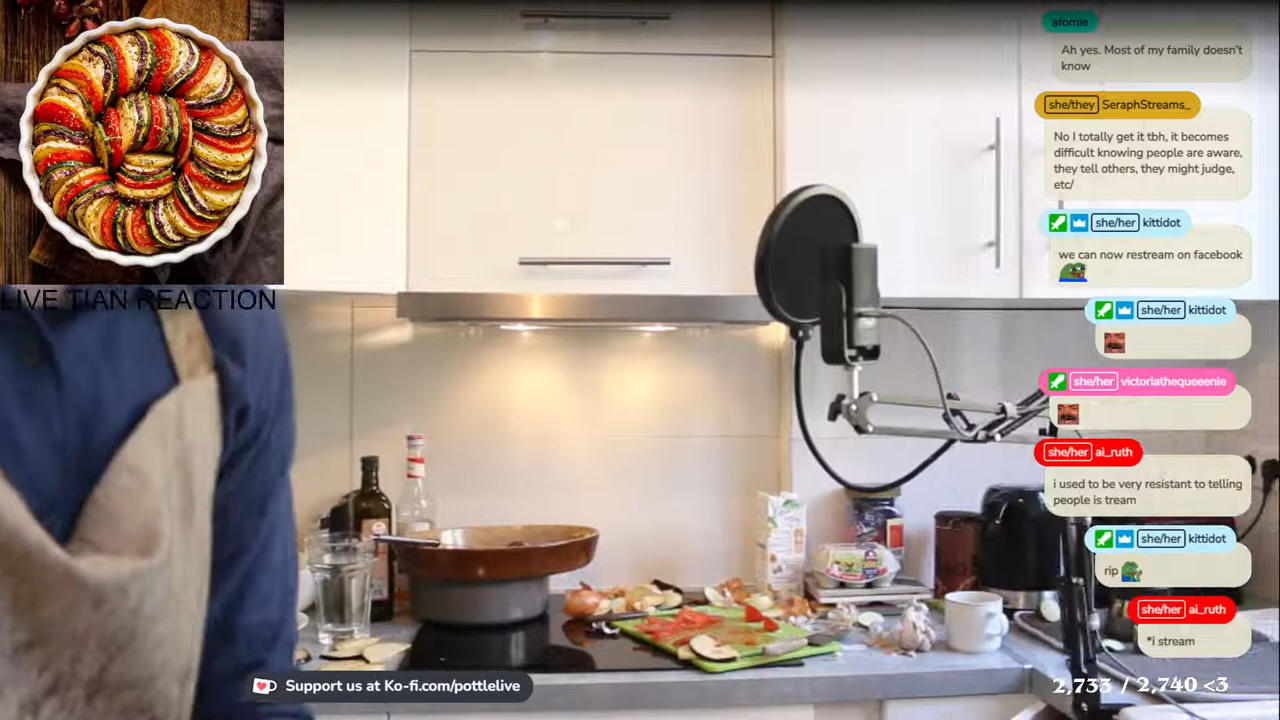 LIVE TIAN REACTION
afomie
Ah yes. Most of my family doesn't
know
she/they SeraphStreams_
No I totally get it tbh, it becomes
difficult knowing people are aware,
they tell others, they might judge,
etc/
she/her kittidot
we can now restream on facebook
she/her kittidot
she/her victoriathequeeenie
she/her ai_ruth
i used to be very resistant to telling
people is tream
she/her kittidot
rip
she/her ai_ruth
*i stream
Support us at Ko-fi.com/pottlelive
2,733 / 2,740 <3